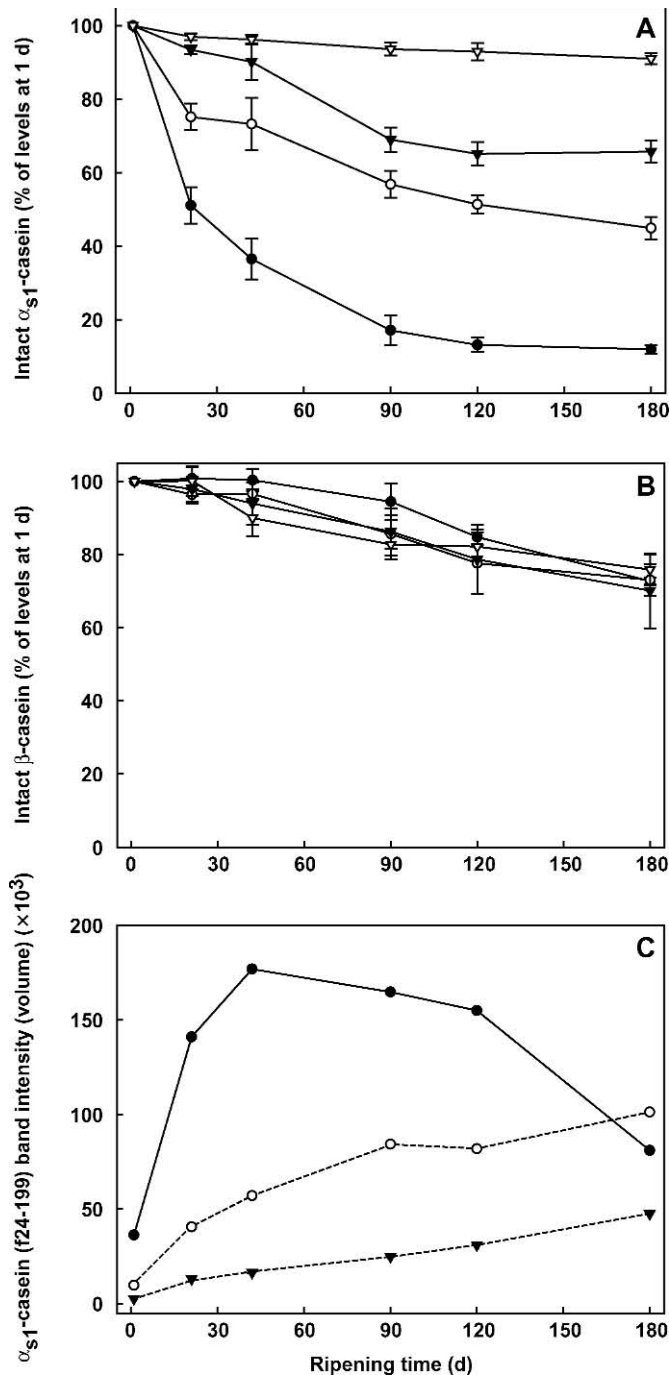 A
Intact αs1-casein (% of levels at 1 d)
100
80
60
40
20
0
0 30 60 90 120 150 180
B
Intact β-casein (% of levels at 1 d)
100
80
60
40
20
0
0 30 60 90 120 150 180
C
αs1-casein (f24-199) band intensity (volume) (×10³)
200
150
100
50
0
0 30 60 90 120 150 180
Ripening time (d)